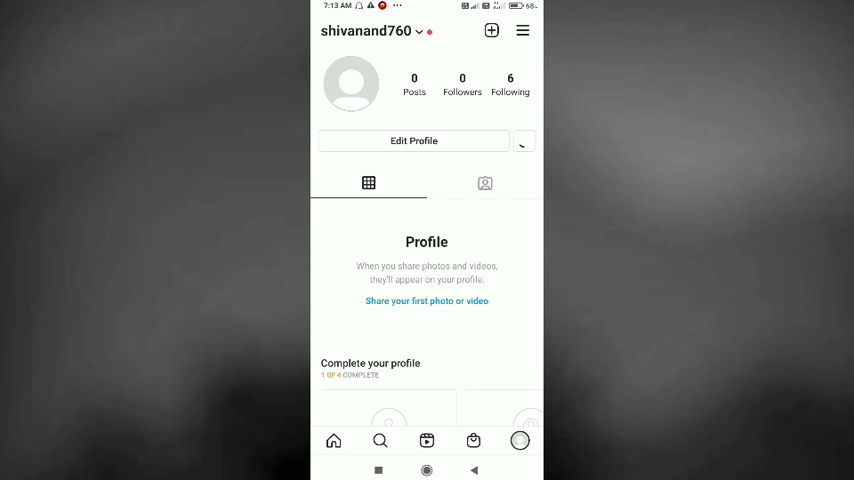 7:13 AM
68
shivanand760
0 0 6
Posts Followers Following
Edit Profile
Profile
When you share photos and videos,
they'll appear on your profile.
Share your first photo or video
Complete your profile
1 OF 4 COMPLETE